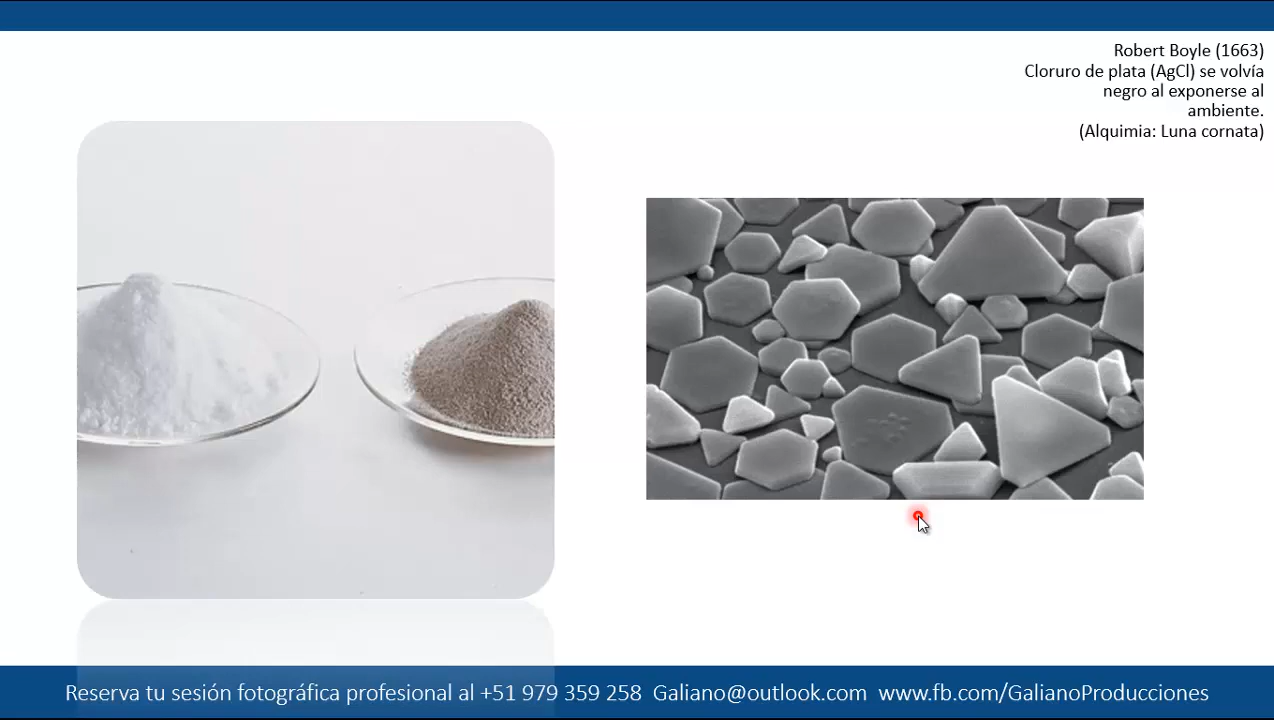 Robert Boyle (1663)
Cloruro de plata (AgCl) se volvía
negro al exponerse al
ambiente.
(Alquimia: Luna cornata)
Reserva tu sesión fotográfica profesional al +51 979 359 258 Galiano@outlook.com www.fb.com/GalianoProducciones